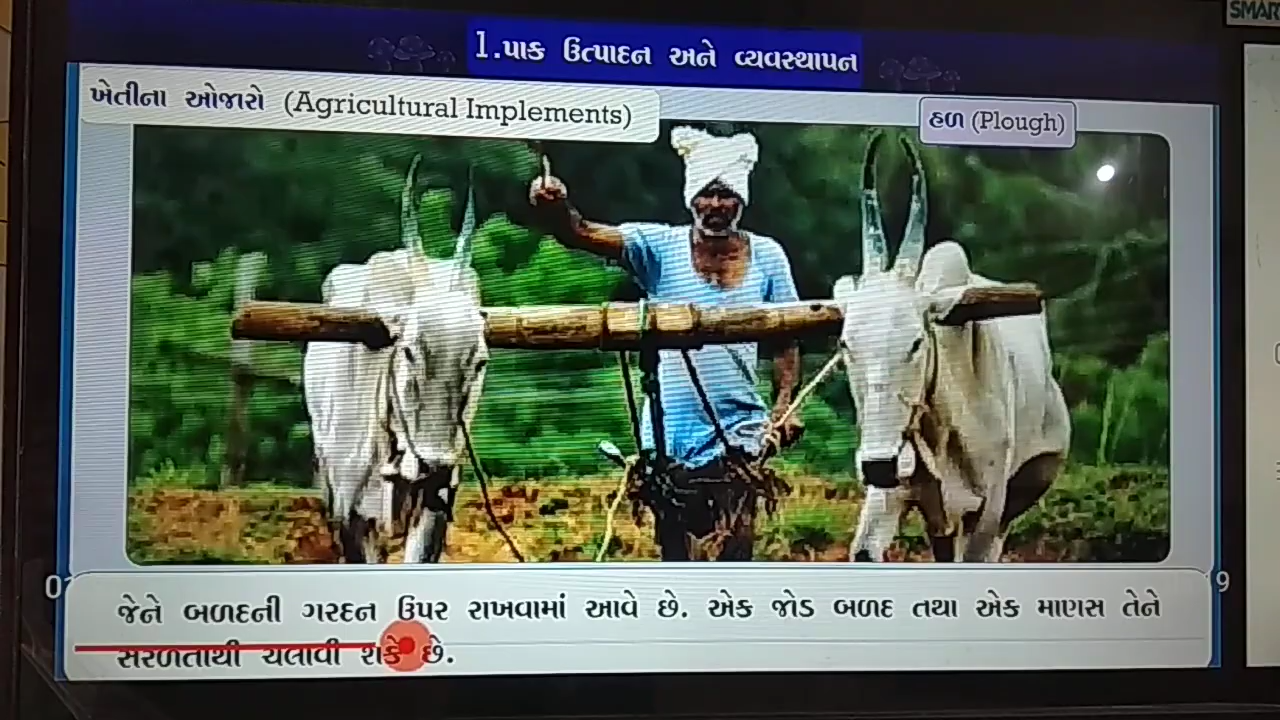 SMAR
1.પાક ઉત્પાદન અને વ્યવસ્થાપન
ખેતીના ઓજારો (Agricultural Implements)
હળ (Plough)
જેને બળદની ગરદન ઉપર રાખવામાં આવે છે. એક જોડ બળદ તથા એક માણસ તેને
સરળતાથી ચલાવી શકે છે.